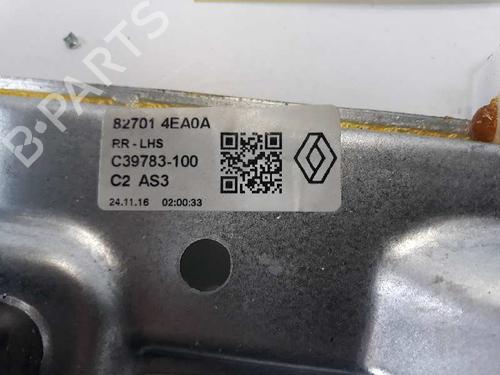 82701 4EA0A
RR - LHS
C39783-100
C2 AS3
24.11.16 02:00:33
B-PARTS